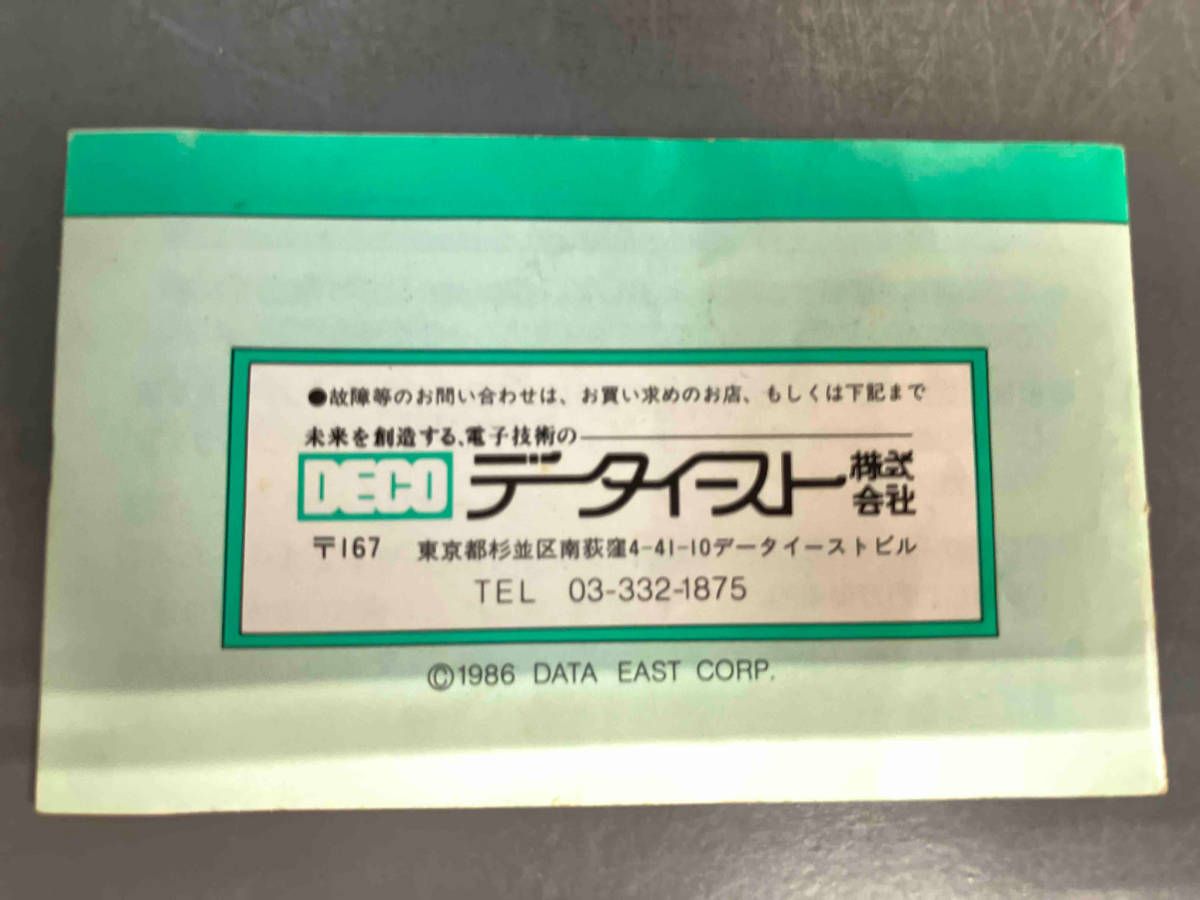 ●故障等のお問い合わせは、お買い求めのお店、もしくは下記まで
未来を創造する、電子技術の
DECO データイースト 株式会社
〒167 東京都杉並区南荻窪4-41-10データイーストビル
TEL 03-332-1875
©1986 DATA EAST CORP.